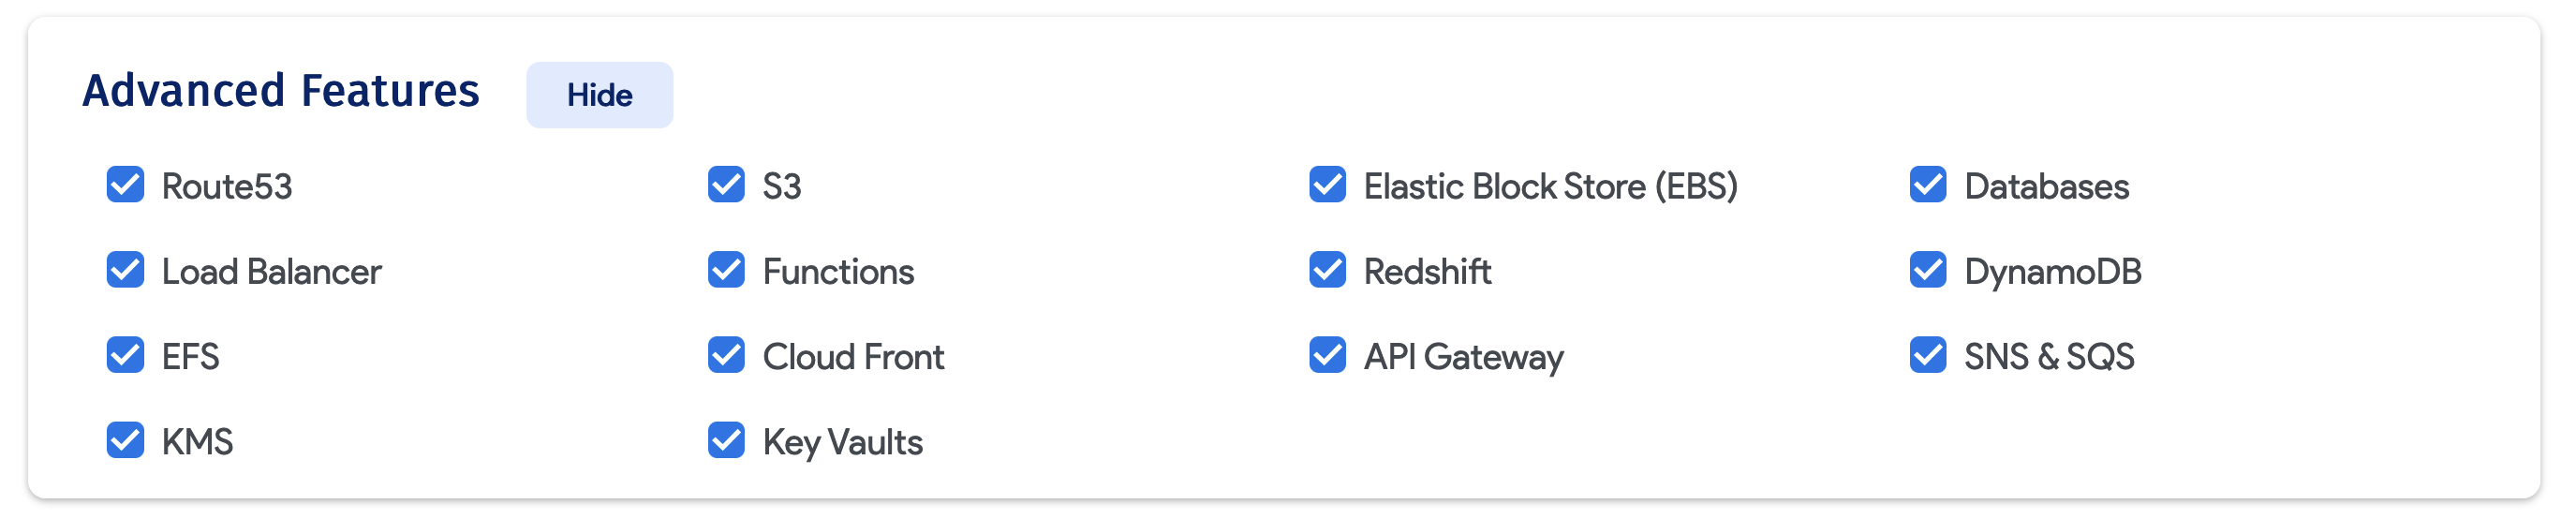 Advanced Features Hide
Route53 S3 Elastic Block Store (EBS) Databases
Load Balancer Functions Redshift DynamoDB
EFS Cloud Front API Gateway SNS & SQS
KMS Key Vaults